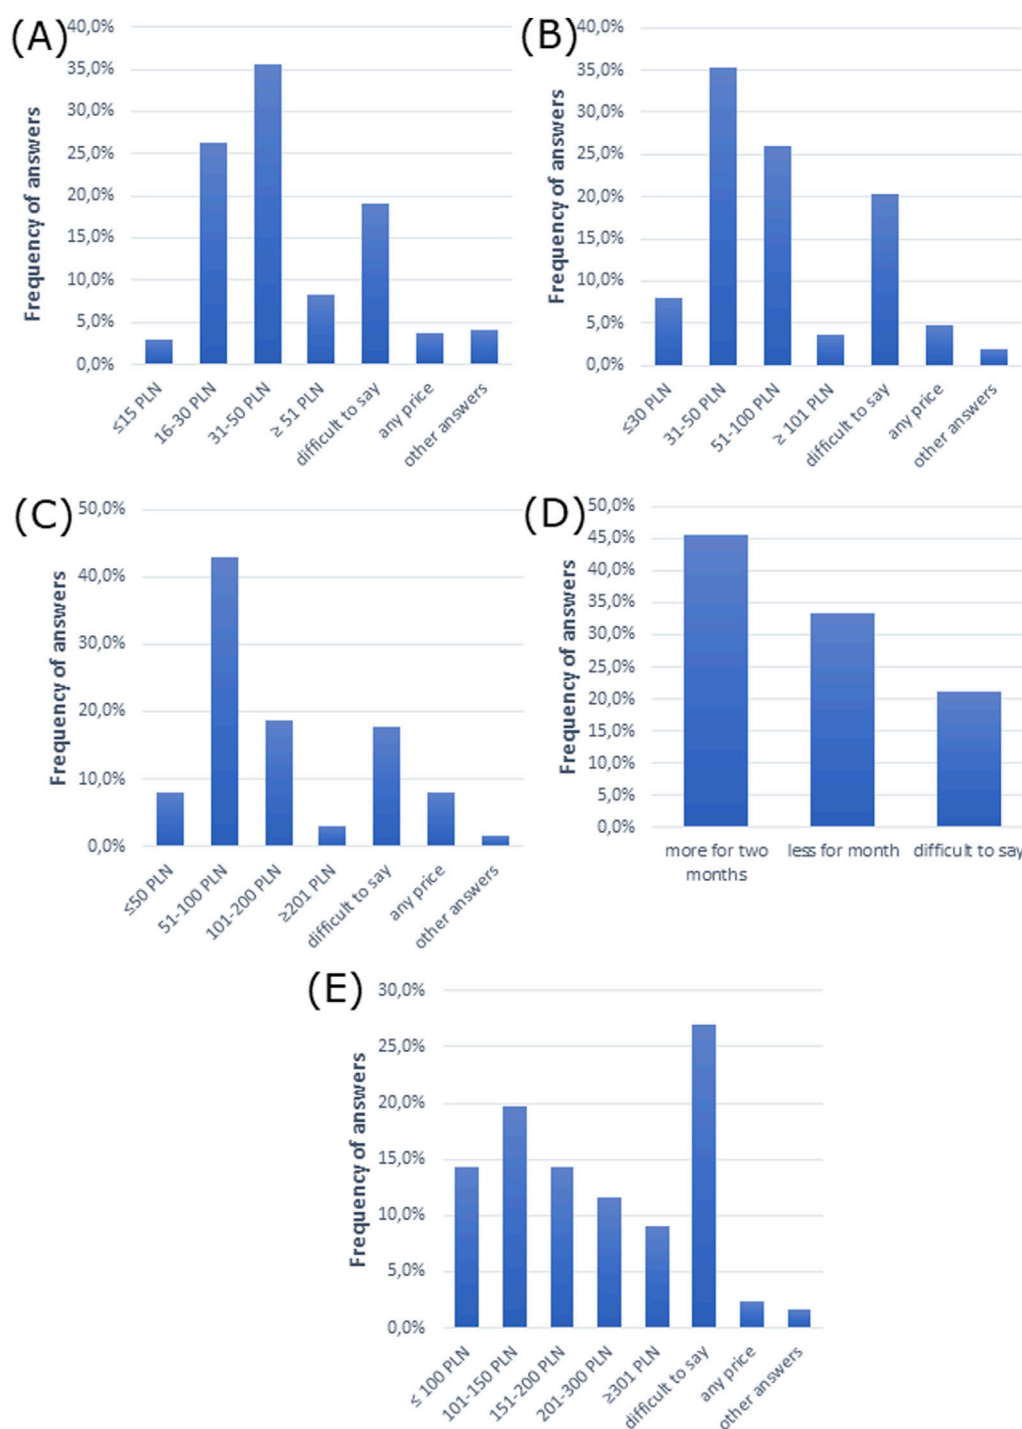 (A)
Frequency of answers
40,0%
35,0%
30,0%
25,0%
20,0%
15,0%
10,0%
5,0%
0,0%
≤15 PLN
16-30 PLN
31-50 PLN
≥ 51 PLN
difficult to say
any price
other answers
(B)
Frequency of answers
40,0%
35,0%
30,0%
25,0%
20,0%
15,0%
10,0%
5,0%
0,0%
≤30 PLN
31-50 PLN
51-100 PLN
≥ 101 PLN
difficult to say
any price
other answers
(C)
Frequency of answers
50,0%
40,0%
30,0%
20,0%
10,0%
0,0%
≤50 PLN
51-100 PLN
101-200 PLN
≥201 PLN
difficult to say
any price
other answers
(D)
Frequency of answers
50,0%
45,0%
40,0%
35,0%
30,0%
25,0%
20,0%
15,0%
10,0%
5,0%
0,0%
more for two
months
less for month
difficult to say
(E)
Frequency of answers
30,0%
25,0%
20,0%
15,0%
10,0%
5,0%
0,0%
≤ 100 PLN
101-150 PLN
151-200 PLN
201-300 PLN
≥301 PLN
difficult to say
any price
other answers